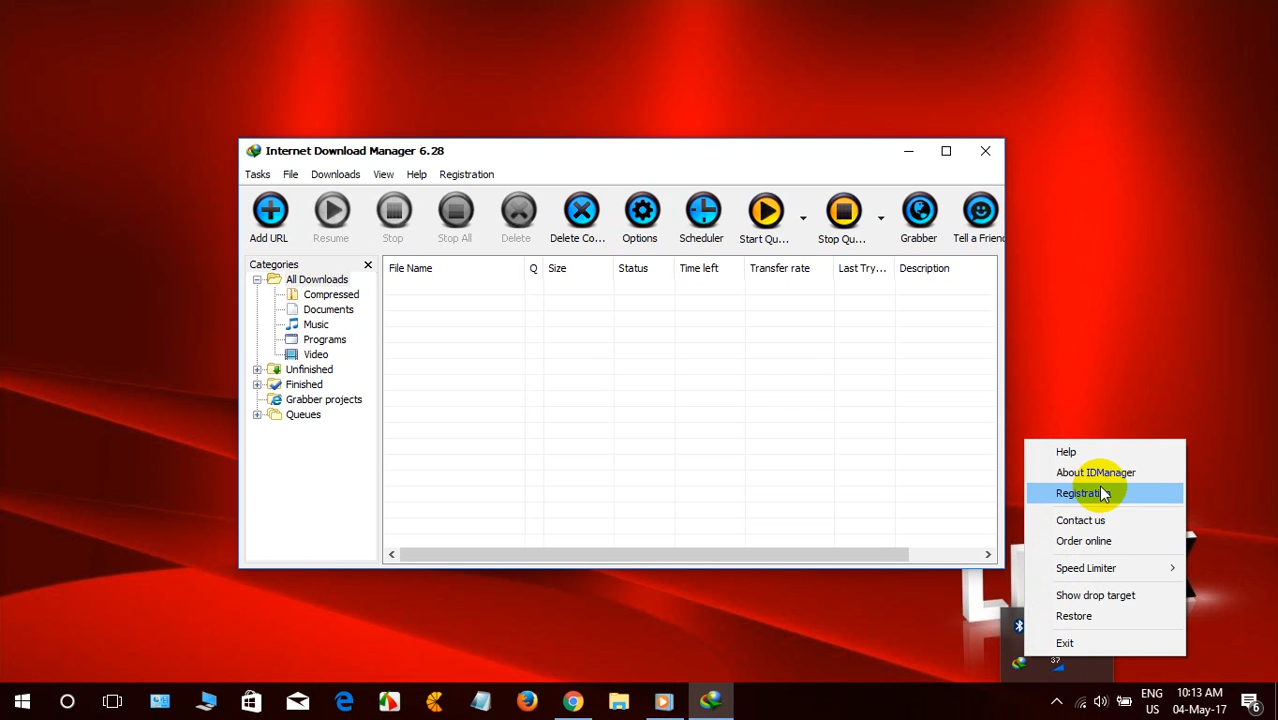 Internet Download Manager 6.28
Tasks File Downloads View Help Registration
Add URL Resume Stop Stop All Delete Delete Co... Options Scheduler Start Qu... Stop Qu... Grabber Tell a Friend
Categories
All Downloads
Compressed
Documents
Music
Programs
Video
Unfinished
Finished
Grabber projects
Queues
File Name Q Size Status Time left Transfer rate Last Try... Description
Help
About IDManager
Registration
Contact us
Order online
Speed Limiter
Show drop target
Restore
Exit
37
ENG
US
10:13 AM
04-May-17
6